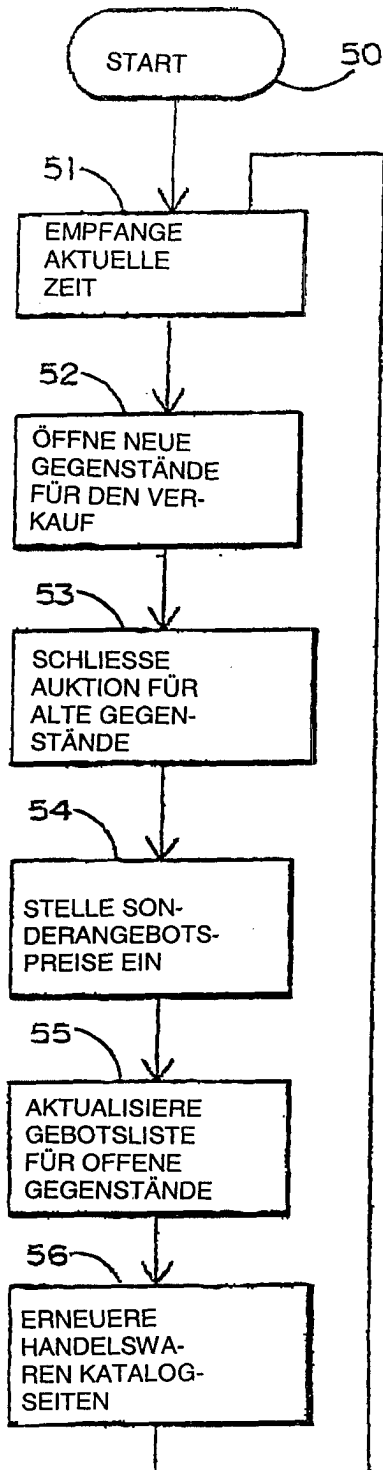 START
50
51
EMPFANGE
AKTUELLE
ZEIT
52
ÖFFNE NEUE
GEGENSTÄNDE
FÜR DEN VER-
KAUF
53
SCHLIESSE
AUKTION FÜR
ALTE GEGEN-
STÄNDE
54
STELLE SON-
DERANGEBOTS-
PREISE EIN
55
AKTUALISIERE
GEBOTSLISTE
FÜR OFFENE
GEGENSTÄNDE
56
ERNEUERE
HANDELSWA-
REN KATALOG-
SEITEN